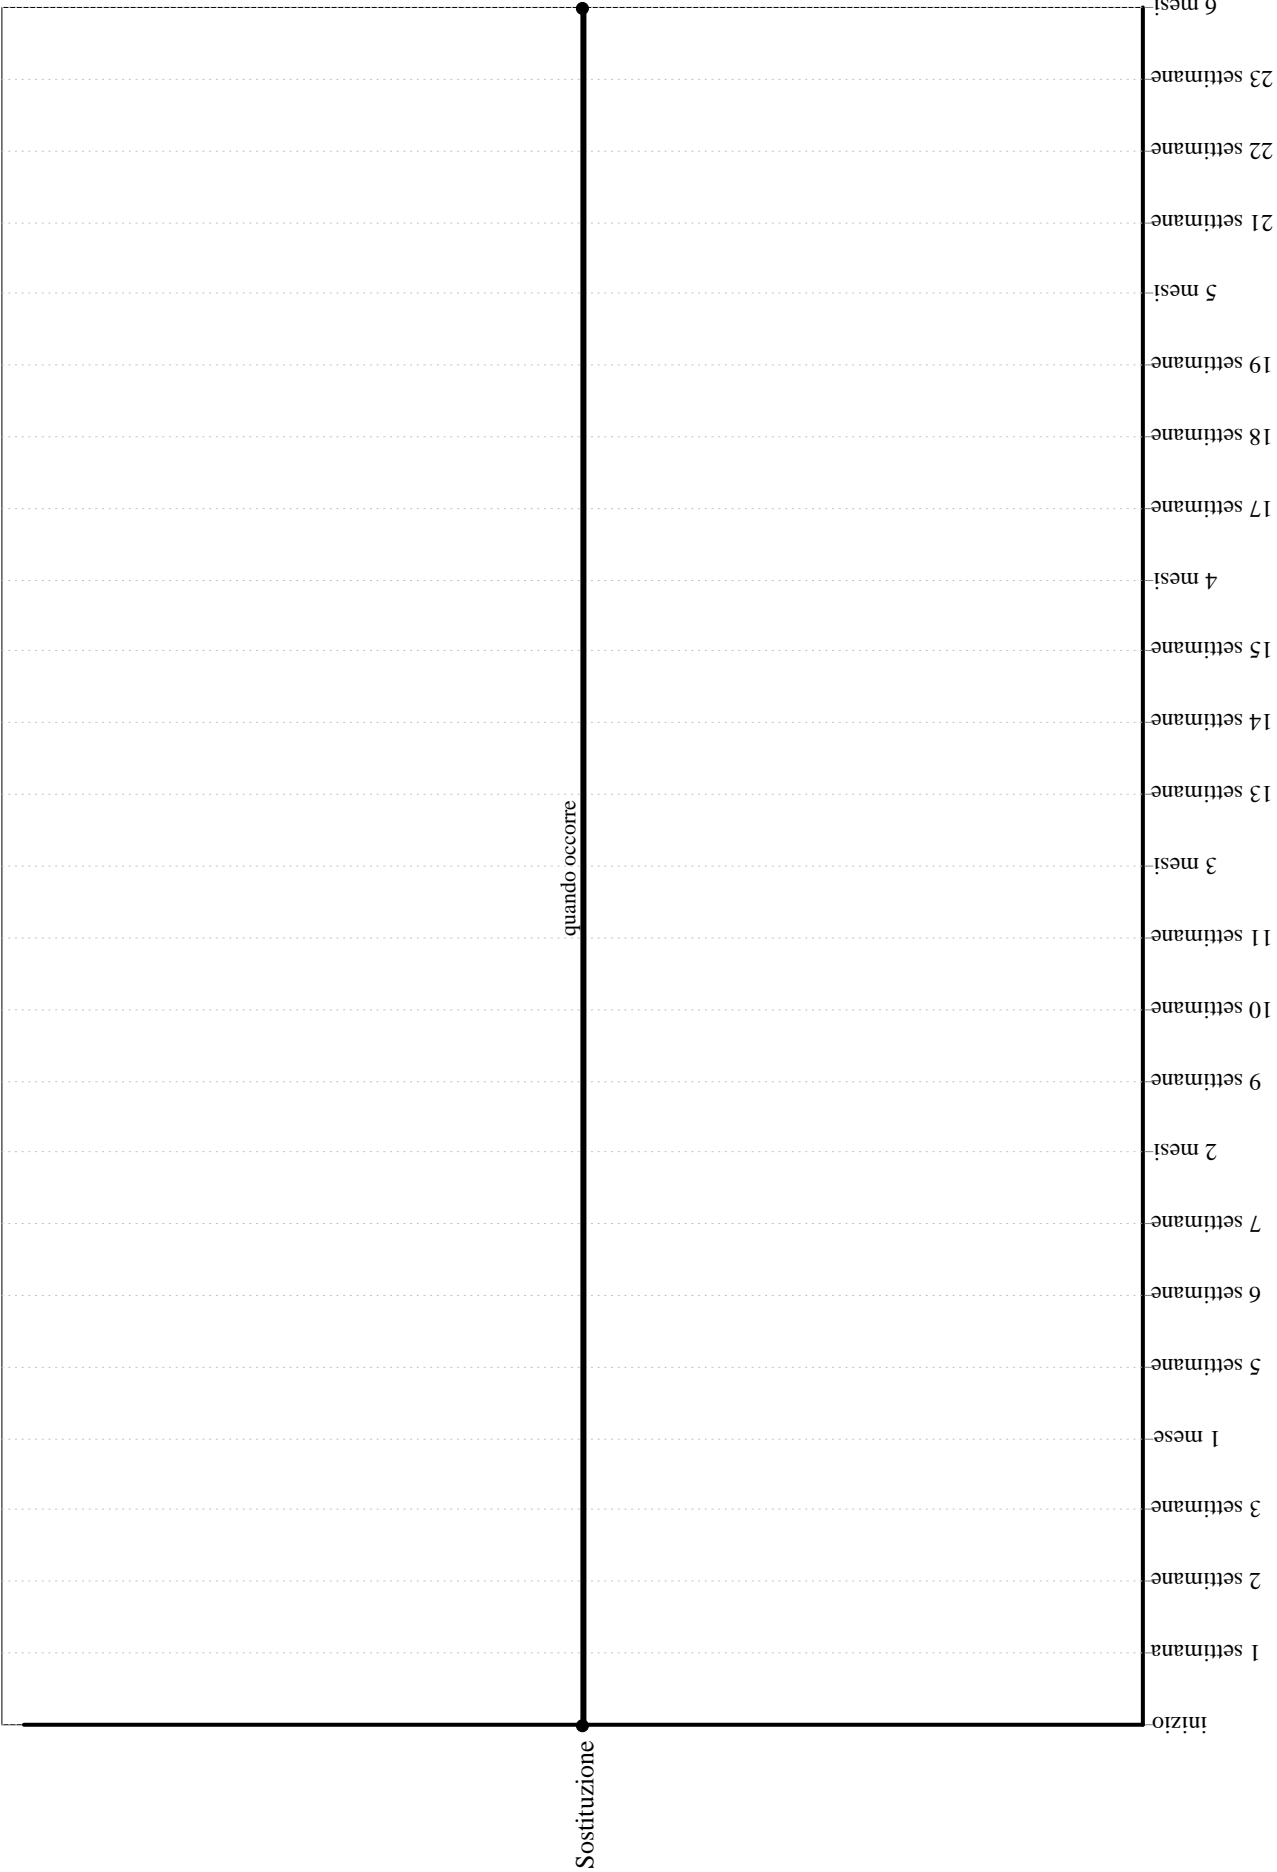 6 mesi
23 settimane
22 settimane
21 settimane
5 mesi
19 settimane
18 settimane
17 settimane
4 mesi
15 settimane
14 settimane
13 settimane
3 mesi
11 settimane
10 settimane
9 settimane
2 mesi
7 settimane
6 settimane
5 settimane
1 mese
3 settimane
2 settimane
1 settimana
inizio
quando occorre
Sostituzione